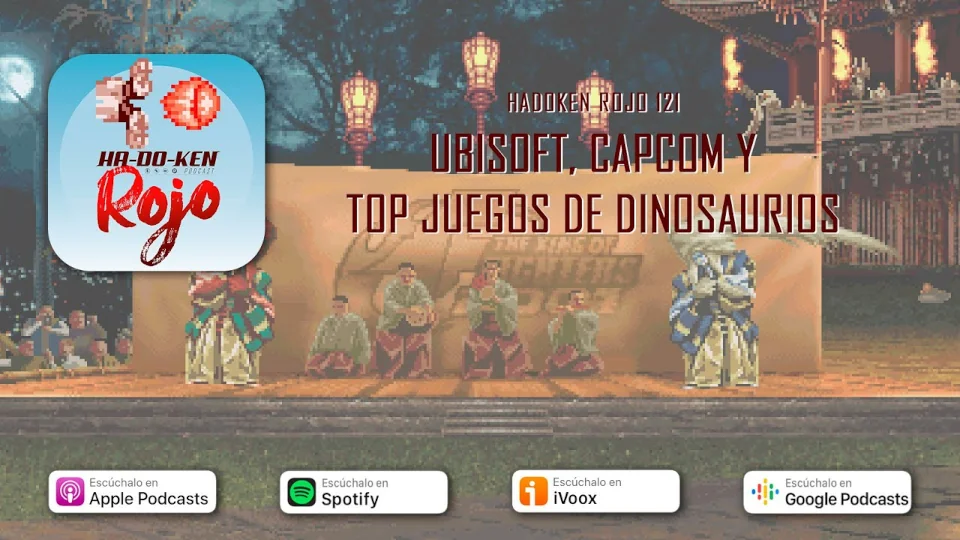 HA-DO-KEN
PODCAST
Rojo
HADOKEN ROJO 121
UBISOFT, CAPCOM Y
TOP JUEGOS DE DINOSAURIOS
THE KING OF
FIGHTERS
Escúchalo en
Apple Podcasts
Escúchalo en
Spotify
Escúchalo en
iVoox
Escúchalo en
Google Podcasts